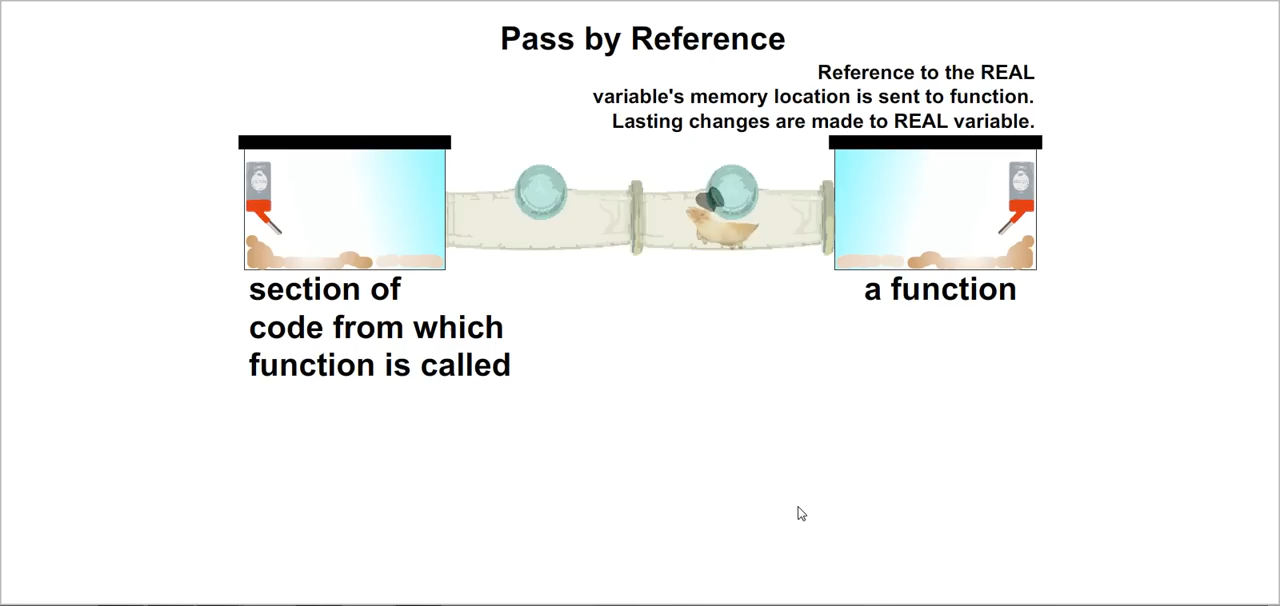 Pass by Reference
Reference to the REAL
variable's memory location is sent to function.
Lasting changes are made to REAL variable.
section of
code from which
function is called
a function